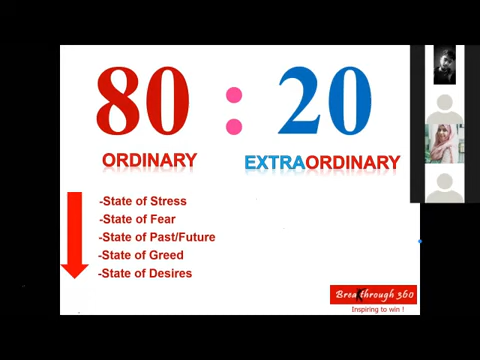 80 : 20
ORDINARY EXTRAORDINARY
-State of Stress
-State of Fear
-State of Past/Future
-State of Greed
-State of Desires
Breakthrough 360
Inspiring to win !